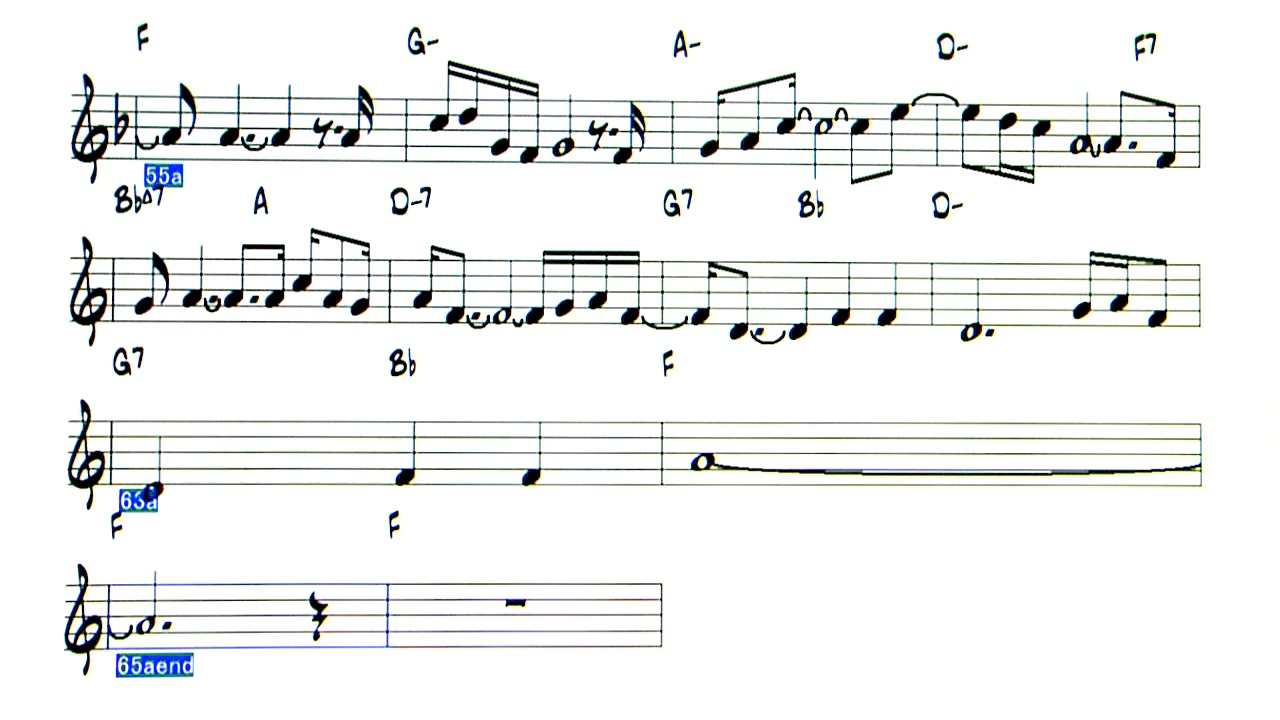 F G- A- D- F7
55a
Bb∆7 A D-7 G7 Bb D-
G7 Bb F
63a
F F
65aend